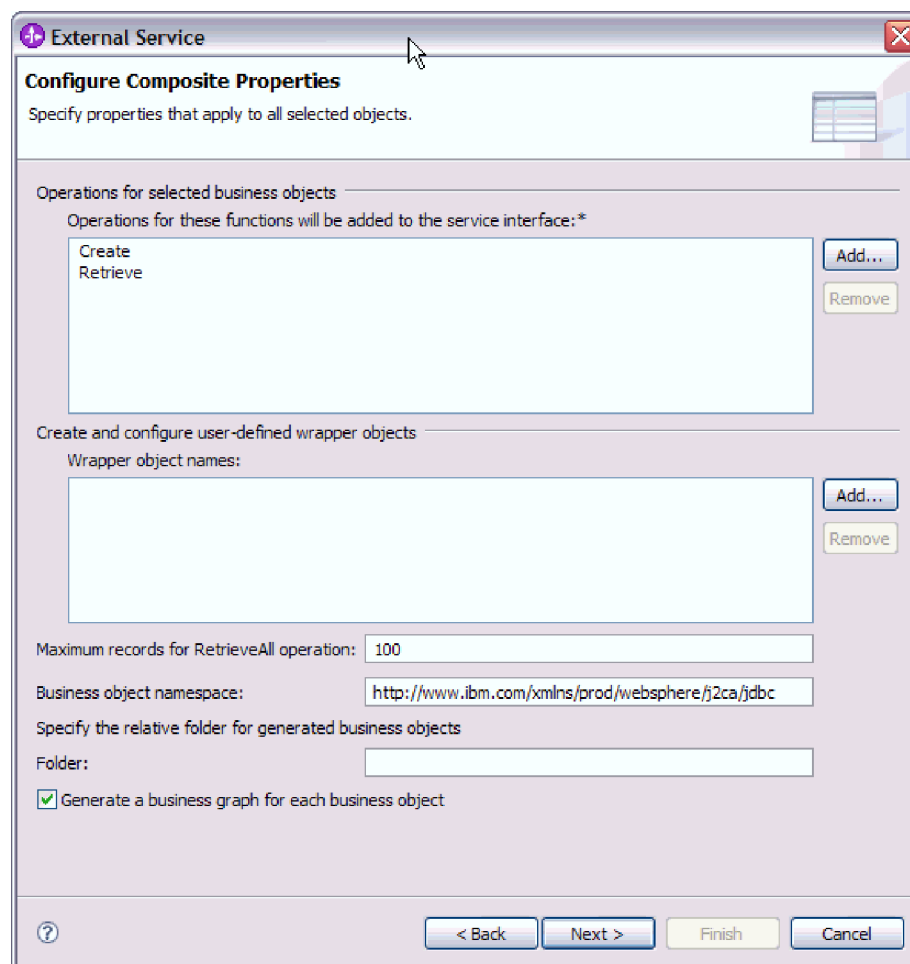 External Service
Configure Composite Properties
Specify properties that apply to all selected objects.
Operations for selected business objects
Operations for these functions will be added to the service interface:*
Create
Retrieve
Add...
Remove
Create and configure user-defined wrapper objects
Wrapper object names:
Add...
Remove
Maximum records for RetrieveAll operation: 100
Business object namespace: http://www.ibm.com/xmlns/prod/websphere/j2ca/jdbc
Specify the relative folder for generated business objects
Folder:
Generate a business graph for each business object
? < Back Next > Finish Cancel